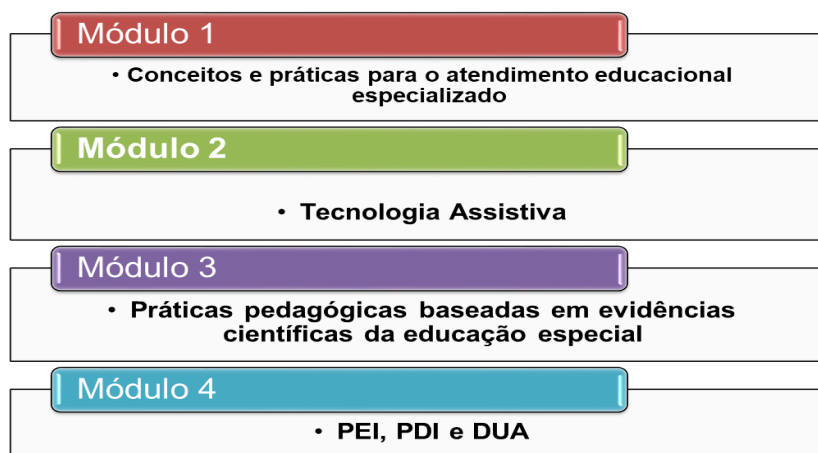 Módulo 1
• Conceitos e práticas para o atendimento educacional
especializado
Módulo 2
• Tecnologia Assistiva
Módulo 3
• Práticas pedagógicas baseadas em evidências
científicas da educação especial
Módulo 4
• PEI, PDI e DUA